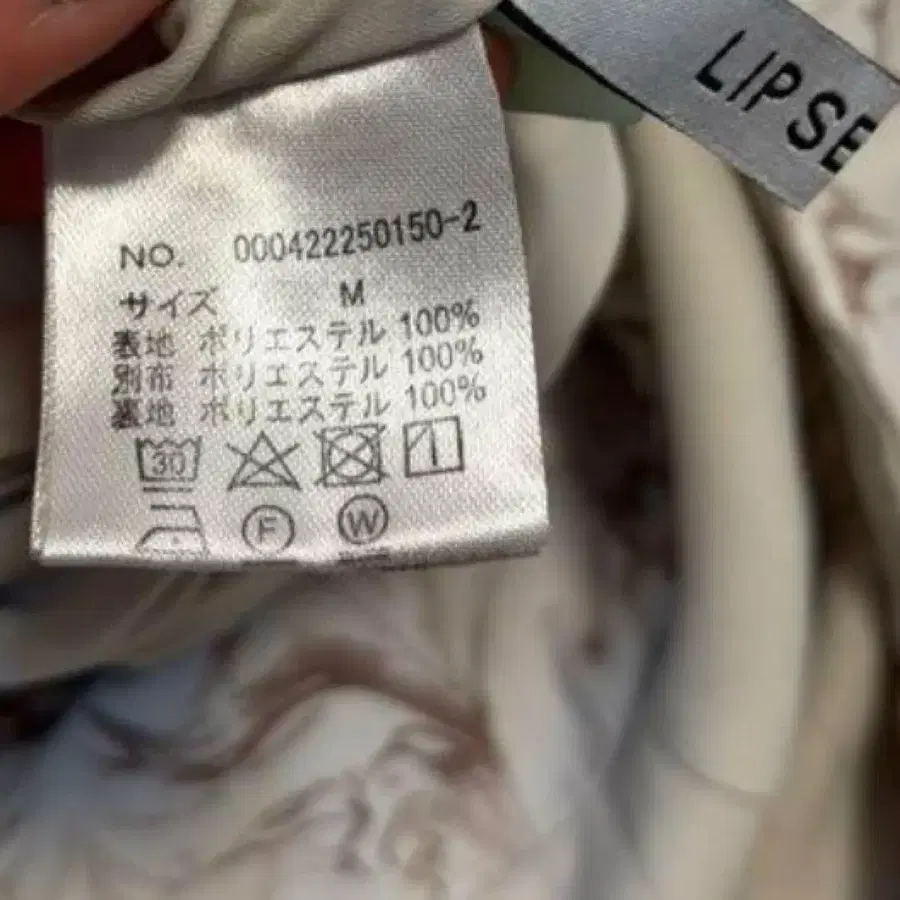 LIP SE
NO. 000422250150-2
サイズ M
表地 ポリエステル 100%
別布 ポリエステル 100%
裏地 ポリエステル 100%
30
F W